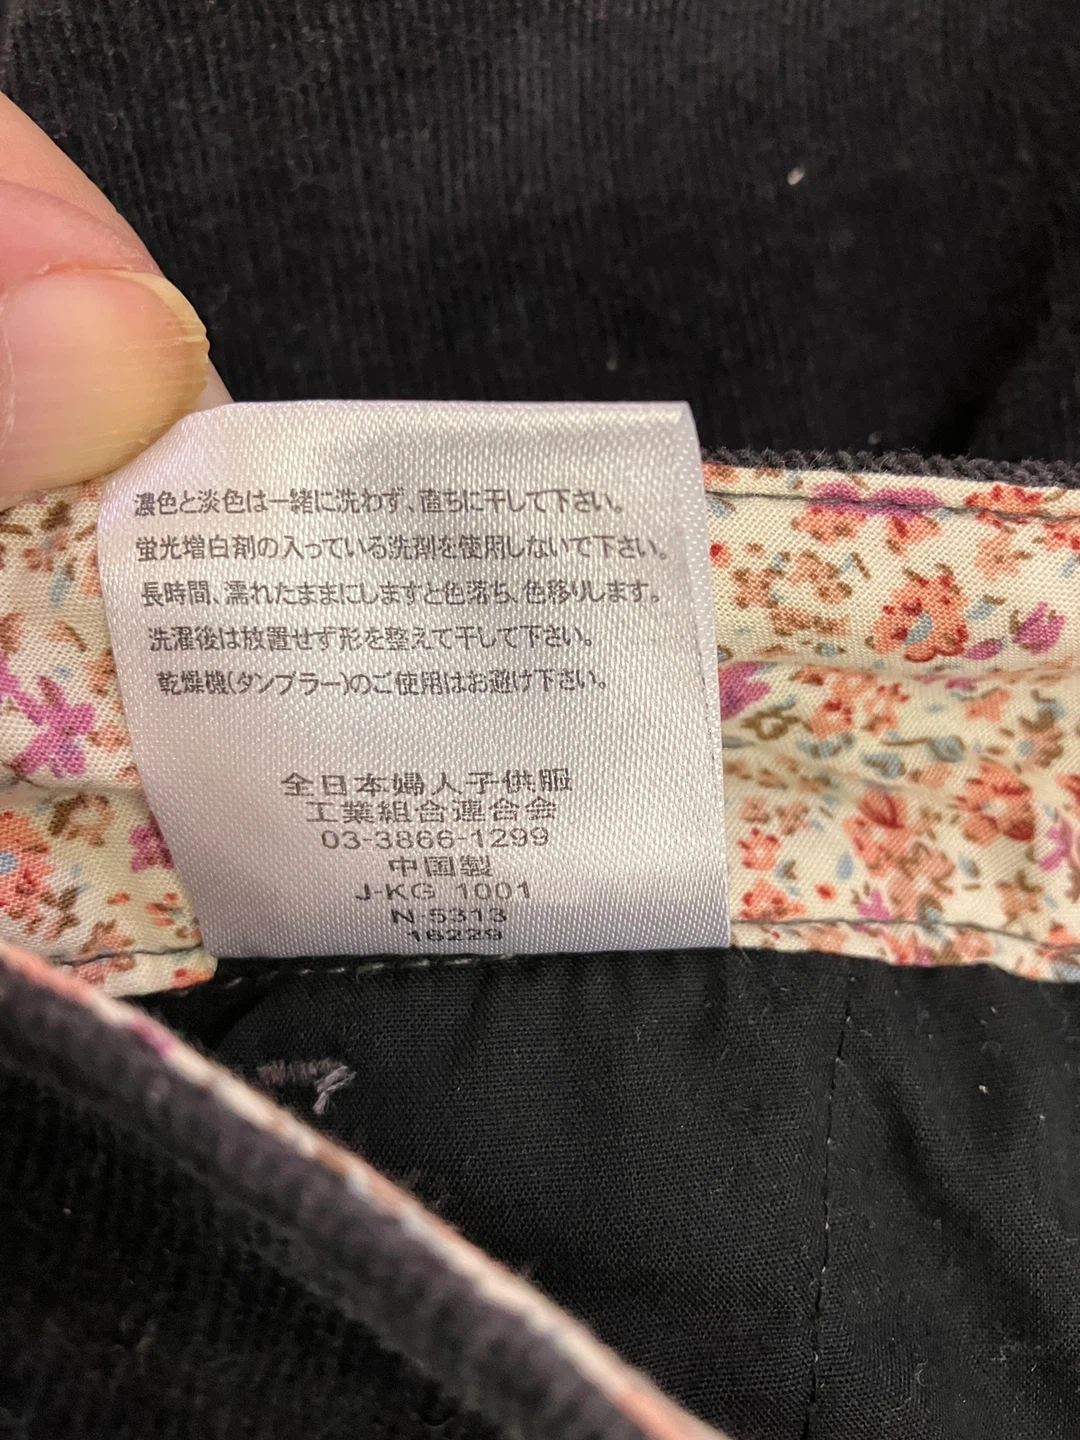 濃色と淡色は一緒に洗わず、直ちに干して下さい。
蛍光増白剤の入っている洗剤を使用しないで下さい。
長時間、濡れたままにしますと色落ち、色移りします。
洗濯後は放置せず形を整えて干して下さい。
乾燥機(タンブラー)のご使用はお避け下さい。
全日本婦人子供服
工業組合連合会
03-3866-1299
中国製
J-KG 1001
N-5313
16229